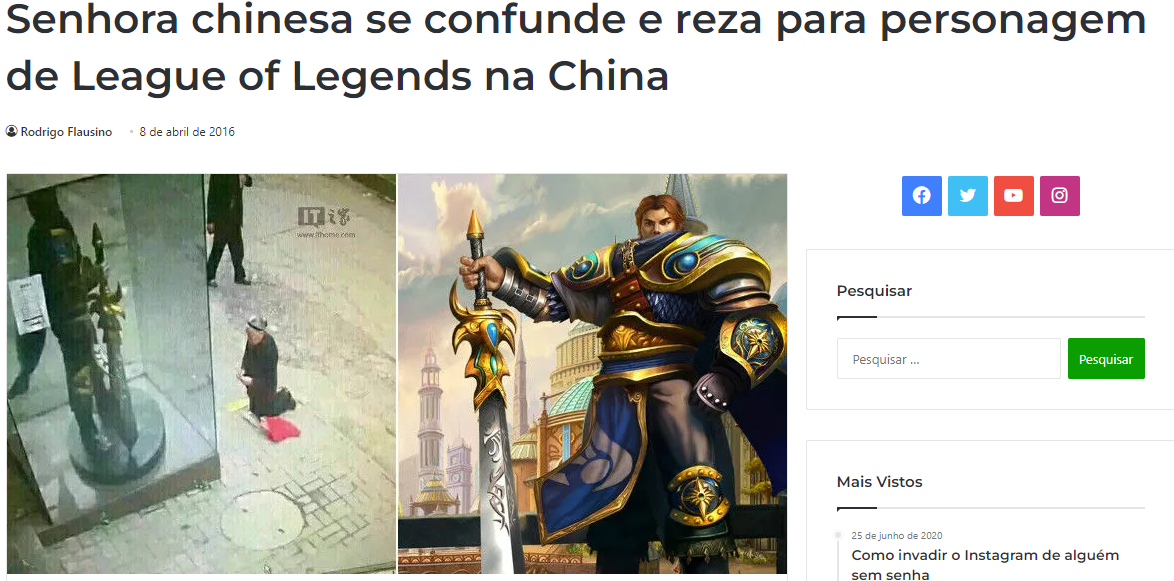 Senhora chinesa se confunde e reza para personagem
de League of Legends na China
Rodrigo Flausino
8 de abril de 2016
IT之家
www.ithome.com
Pesquisar
Pesquisar ...
Pesquisar
Mais Vistos
25 de junho de 2020
Como invadir o Instagram de alguém
sem senha